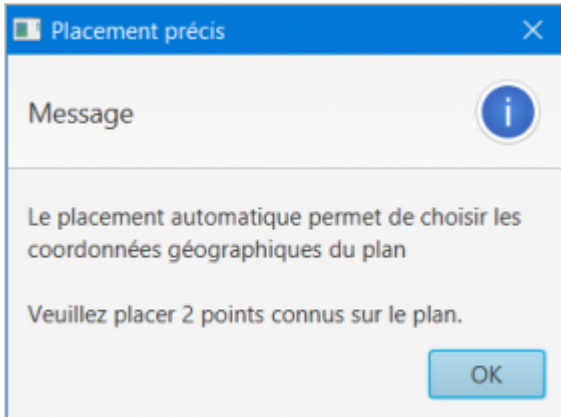 Placement précis
Message
Le placement automatique permet de choisir les
coordonnées géographiques du plan
Veuillez placer 2 points connus sur le plan.
OK